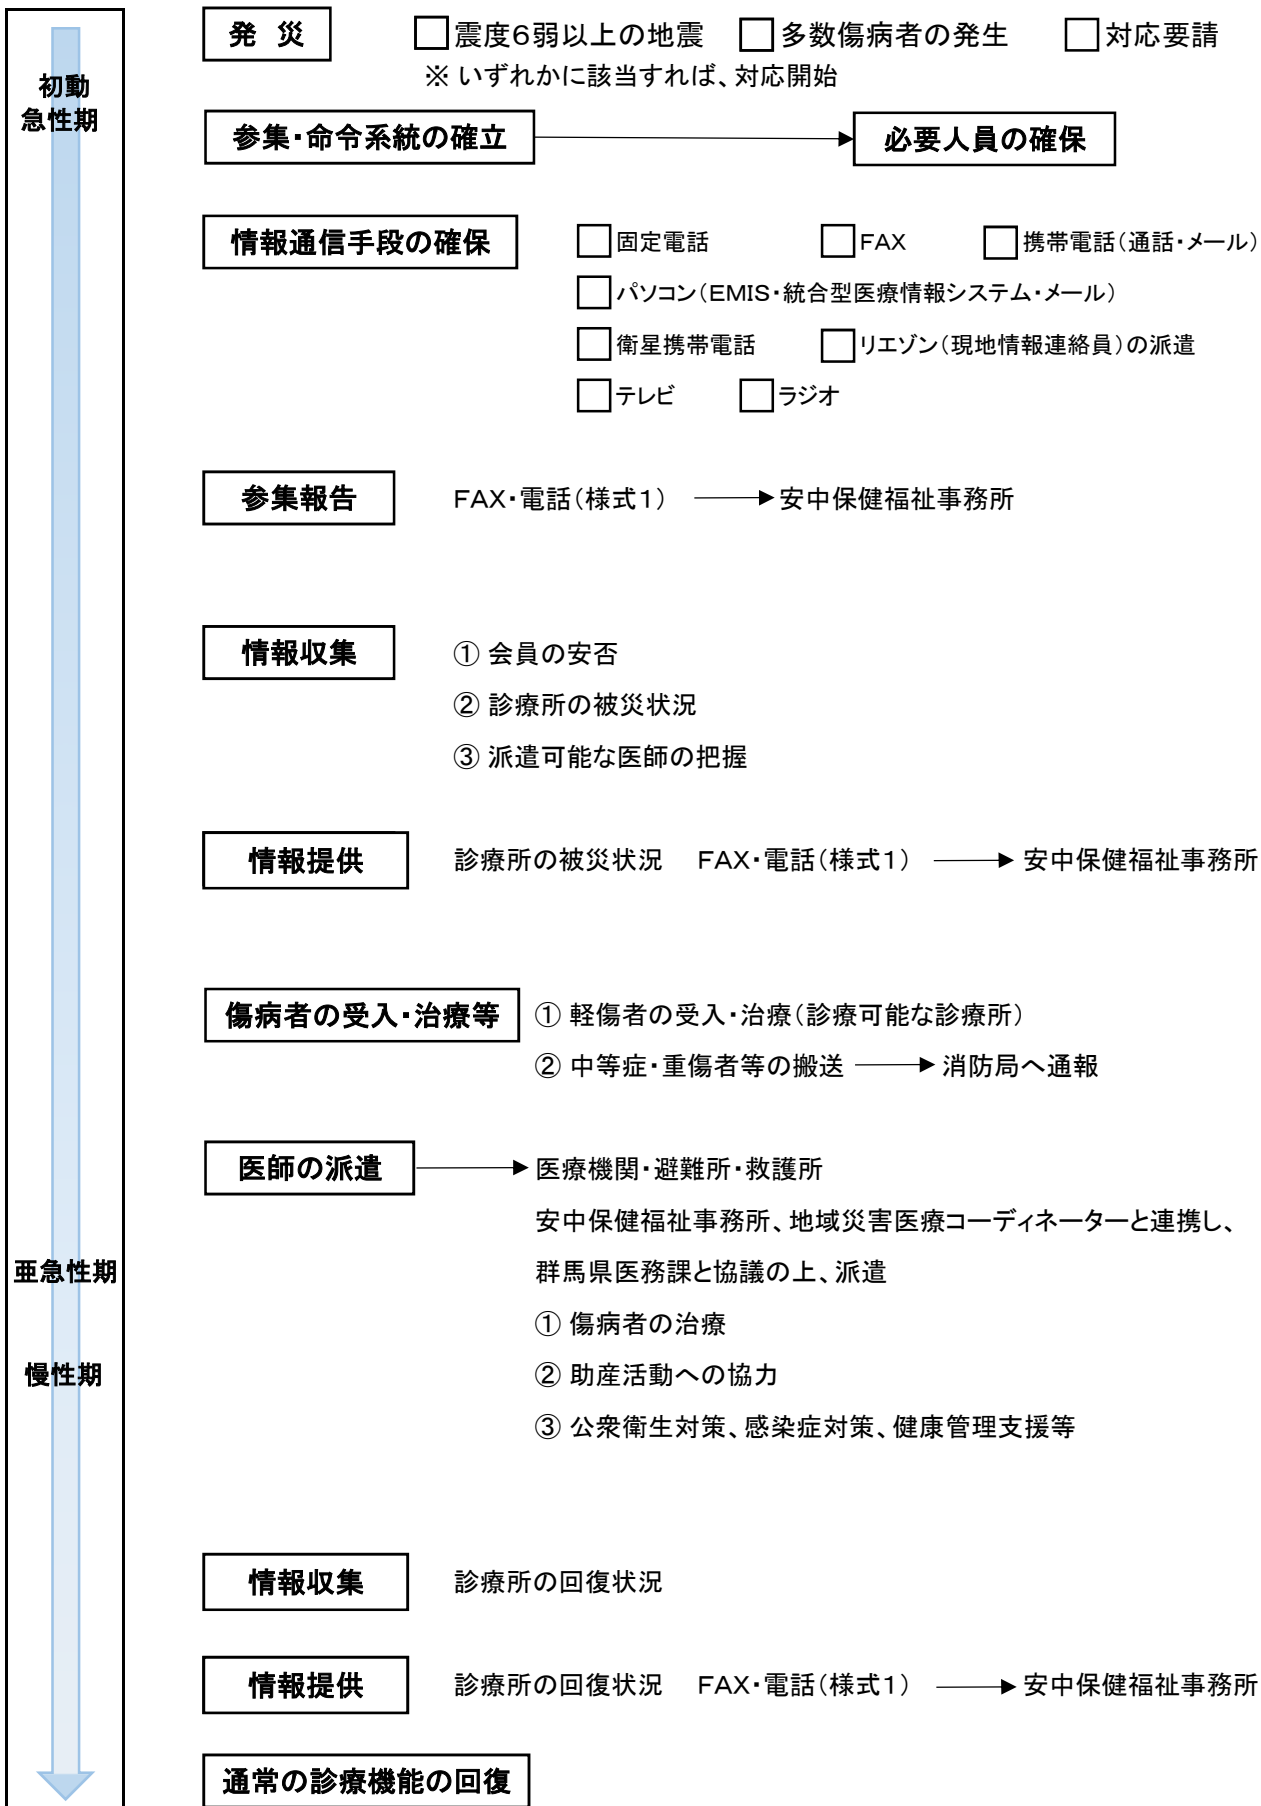 発 災 □震度6弱以上の地震 □多数傷病者の発生 □対応要請
※ いずれかに該当すれば、対応開始
初動
急性期
参集・命令系統の確立 必要人員の確保
情報通信手段の確保 □固定電話 □FAX □携帯電話(通話・メール)
□パソコン(EMIS・統合型医療情報システム・メール)
□衛星携帯電話 □リエゾン(現地情報連絡員)の派遣
□テレビ □ラジオ
参集報告 FAX・電話(様式1) 安中保健福祉事務所
情報収集 ① 会員の安否
② 診療所の被災状況
③ 派遣可能な医師の把握
情報提供 診療所の被災状況 FAX・電話(様式1) 安中保健福祉事務所
傷病者の受入・治療等 ① 軽傷者の受入・治療(診療可能な診療所)
② 中等症・重傷者等の搬送 消防局へ通報
医師の派遣 医療機関・避難所・救護所
安中保健福祉事務所、地域災害医療コーディネーターと連携し、
亜急性期 群馬県医務課と協議の上、派遣
① 傷病者の治療
慢性期 ② 助産活動への協力
③ 公衆衛生対策、感染症対策、健康管理支援等
情報収集 診療所の回復状況
情報提供 診療所の回復状況 FAX・電話(様式1) 安中保健福祉事務所
通常の診療機能の回復